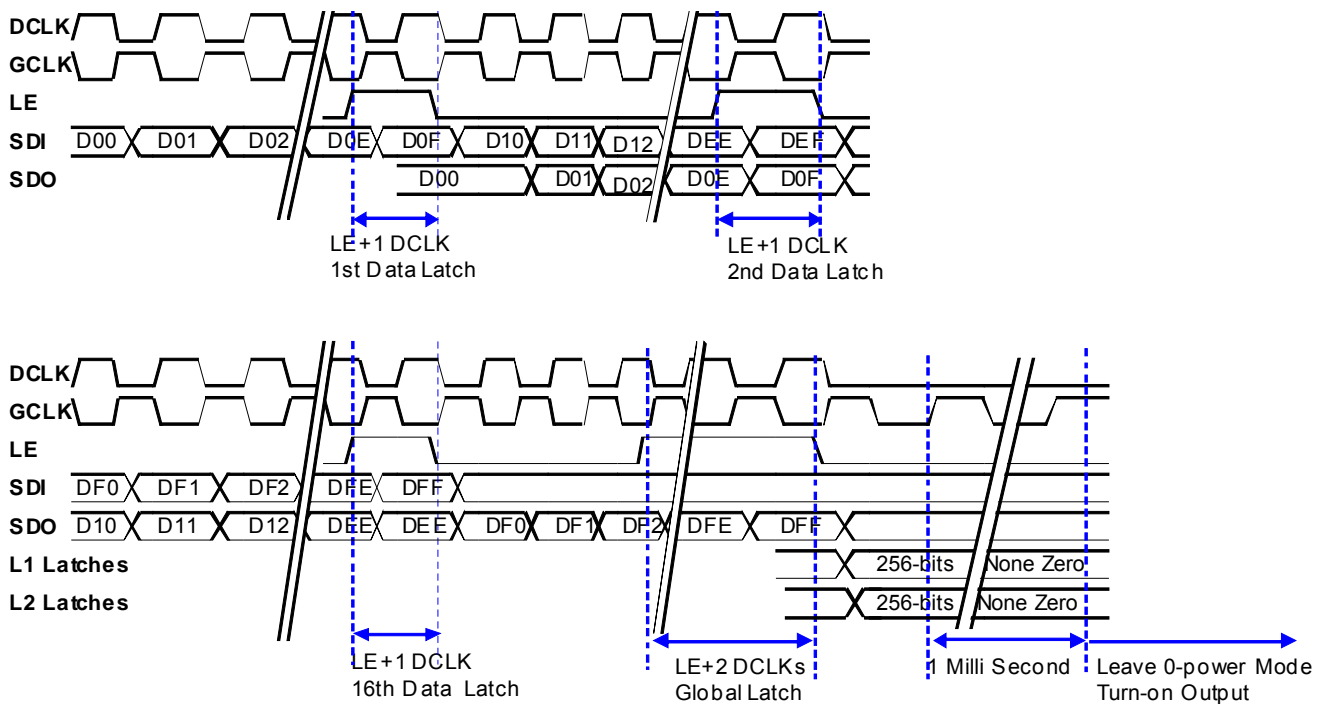 DCLK
GCLK
LE
SDI D00 D01 D02 D0E D0F D10 D11 D12 DEE DEF
SDO D00 D01 D02 D0E D0F
LE+1 DCLK
1st Data Latch
LE+1 DCLK
2nd Data Latch
DCLK
GCLK
LE
SDI DF0 DF1 DF2 DFE DFF
SDO D10 D11 D12 DEE DEE DF0 DF1 DF2 DFE DFF
L1 Latches 256-bits None Zero
L2 Latches 256-bits None Zero
LE+1 DCLK
16th Data Latch
LE+2 DCLKs
Global Latch
1 Milli Second
Leave 0-power Mode
Turn-on Output